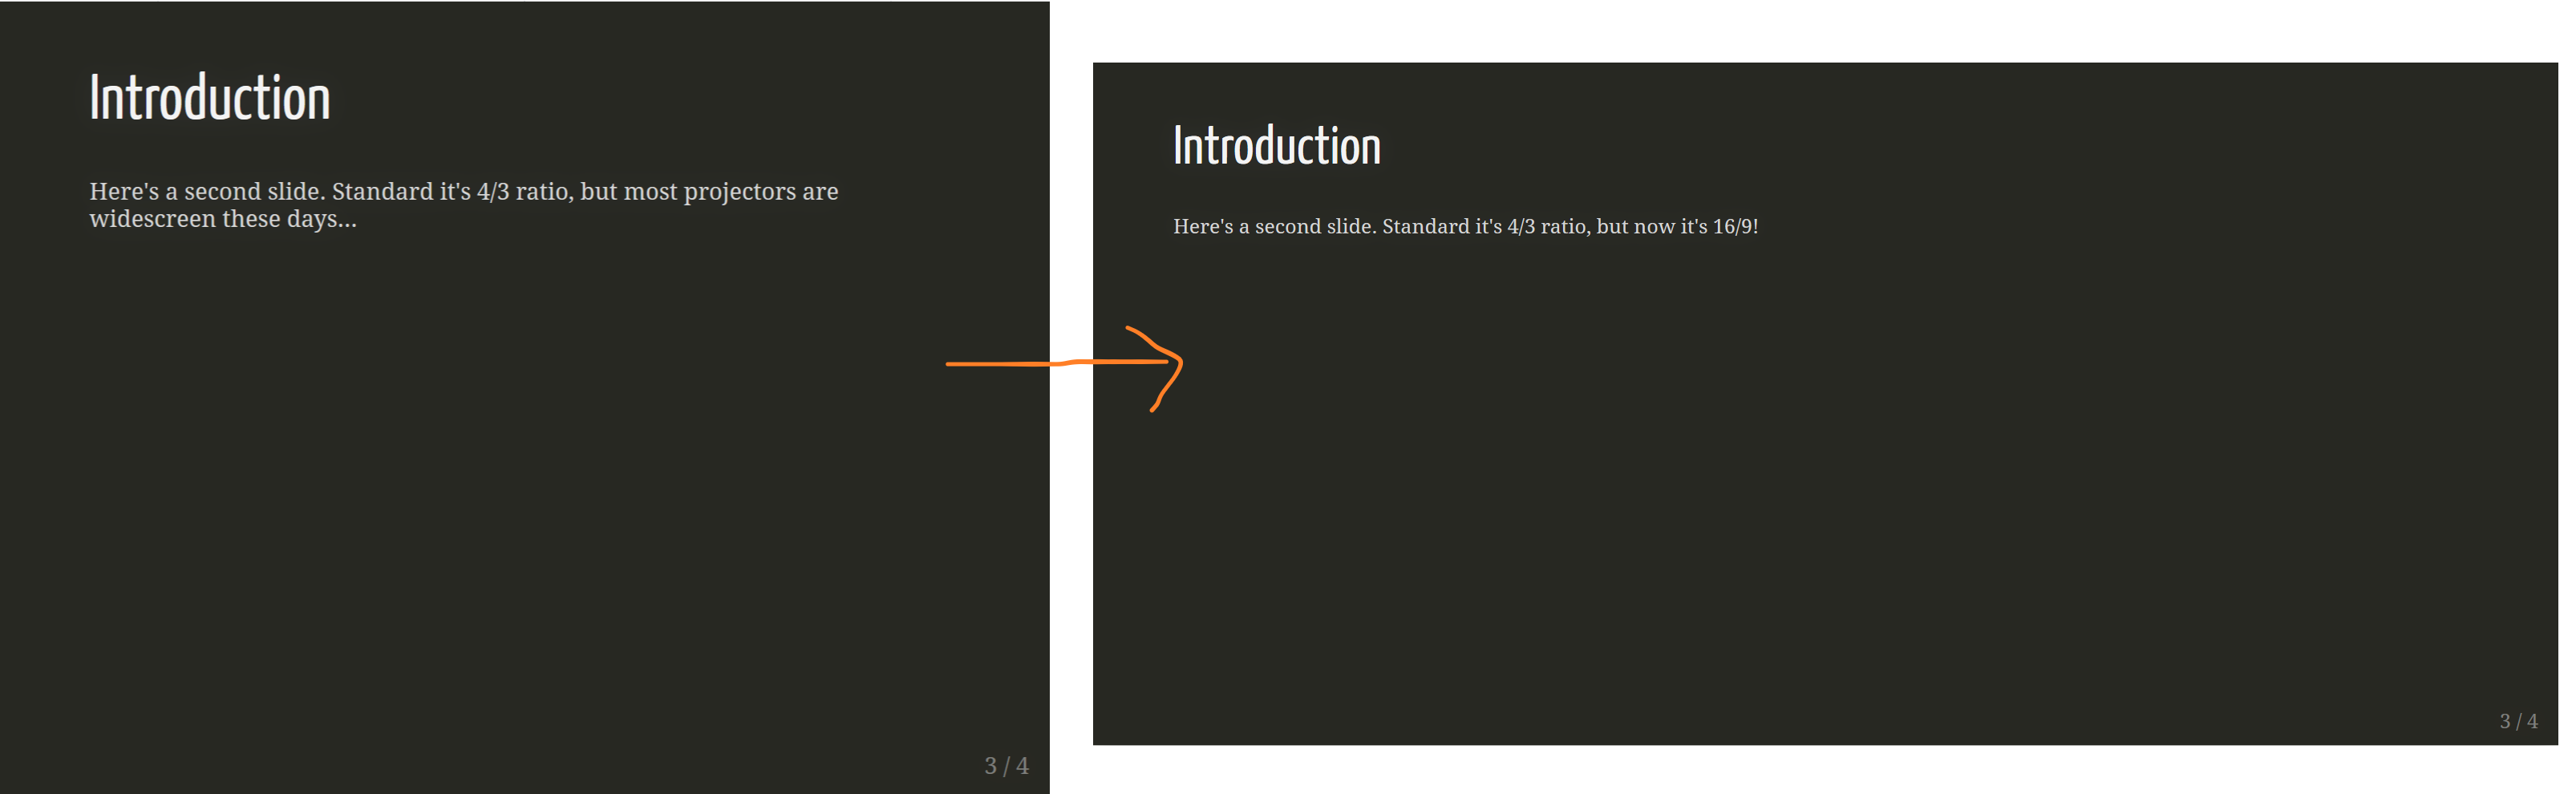 Introduction
Here's a second slide. Standard it's 4/3 ratio, but most projectors are
widescreen these days...
3 / 4
Introduction
Here's a second slide. Standard it's 4/3 ratio, but now it's 16/9!
3 / 4